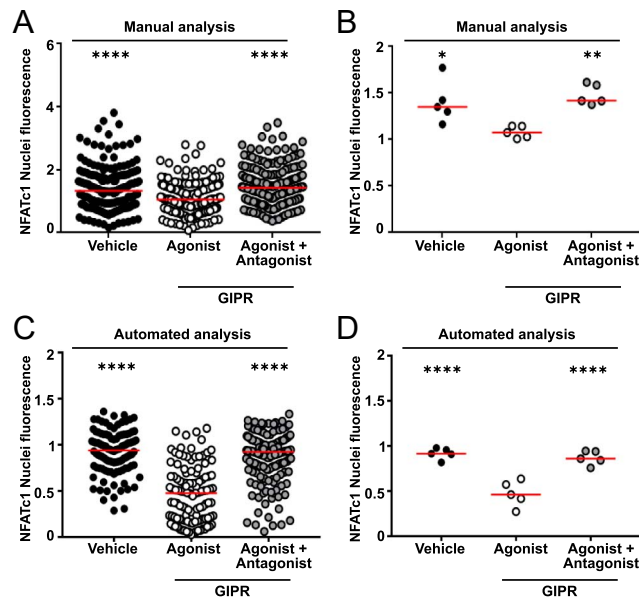 A
Manual analysis
NFATc1 Nuclei fluorescence
6
4
2
0
****
****
Vehicle
Agonist
Agonist +
Antagonist
GIPR
B
Manual analysis
NFATc1 Nuclei fluorescence
2
1.5
1
0.5
0
*
**
Vehicle
Agonist
Agonist +
Antagonist
GIPR
C
Automated analysis
NFATc1 Nuclei fluorescence
2
1.5
1
0.5
0
****
****
Vehicle
Agonist
Agonist +
Antagonist
GIPR
D
Automated analysis
NFATc1 Nuclei fluorescence
2
1.5
1
0.5
0
****
****
Vehicle
Agonist
Agonist +
Antagonist
GIPR